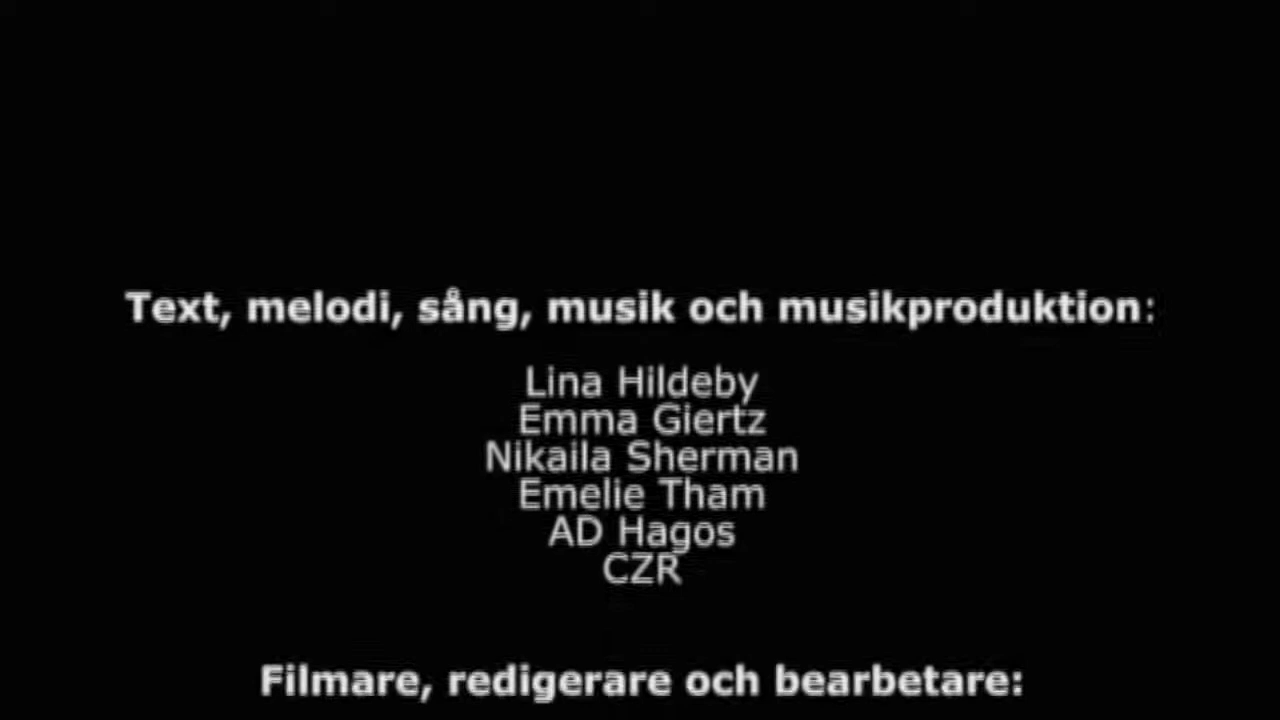 Text, melodi, sång, musik och musikproduktion:
Lina Hildeby
Emma Giertz
Nikaila Sherman
Emelie Tham
AD Hagos
CZR
Filmare, redigerare och bearbetare: